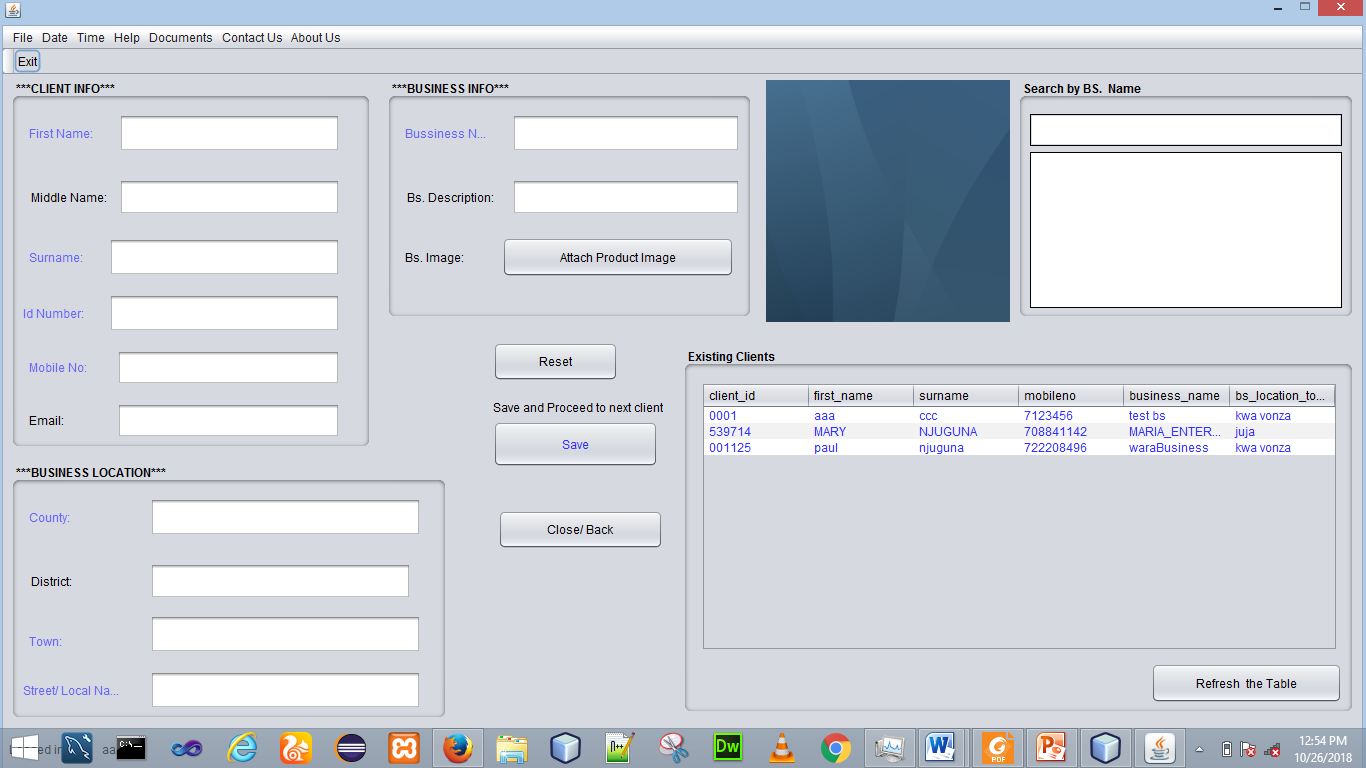 File Date Time Help Documents Contact Us About Us
Exit
***CLIENT INFO***
First Name:
Middle Name:
Surname:
Id Number:
Mobile No:
Email:
***BUSINESS INFO***
Bussiness N...
Bs. Description:
Bs. Image:
Attach Product Image
Search by BS. Name
Reset
Save and Proceed to next client
Save
Close/ Back
***BUSINESS LOCATION***
County:
District:
Town:
Street/ Local Na...
Existing Clients
client_id first_name surname mobileno business_name bs_location_to...
0001 aaa ccc 7123456 test bs kwa vonza
539714 MARY NJUGUNA 708841142 MARIA_ENTER... juja
001125 paul njuguna 722208496 waraBusiness kwa vonza
Refresh the Table
Dw
PDF
12:54 PM
10/26/2018